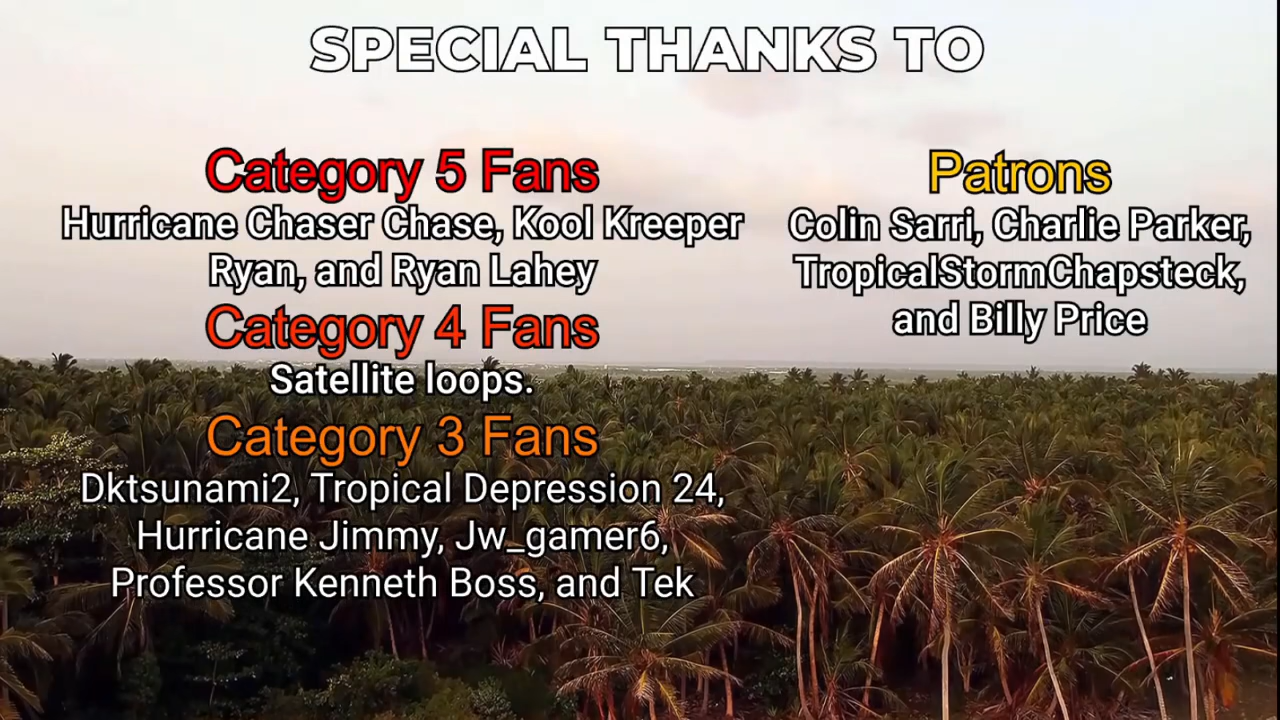 SPECIAL THANKS TO
Category 5 Fans
Hurricane Chaser Chase, Kool Kreeper
Ryan, and Ryan Lahey
Category 4 Fans
Satellite loops.
Category 3 Fans
Dktsunami2, Tropical Depression 24,
Hurricane Jimmy, Jw_gamer6,
Professor Kenneth Boss, and Tek
Patrons
Colin Sarri, Charlie Parker,
TropicalStormChapsteck,
and Billy Price